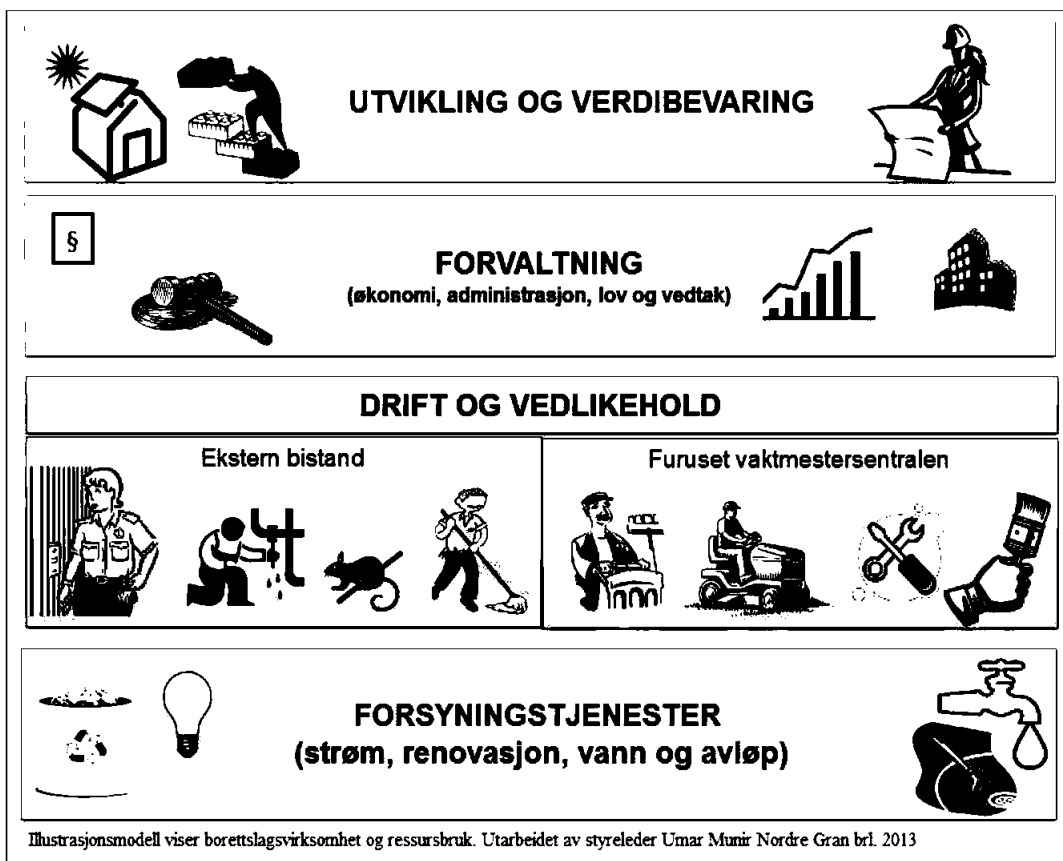 UTVIKLING OG VERDIBEVARING
§
FORVALTNING
(økonomi, administrasjon, lov og vedtak)
DRIFT OG VEDLIKEHOLD
Ekstern bistand
Furuset vaktmestersentralen
FORSYNINGSTJENESTER
(strøm, renovasjon, vann og avløp)
Illustrasjonsmodell viser borettslagsvirksomhet og ressursbruk. Utarbeidet av styreleder Umar Munir Nordre Gran brl. 2013